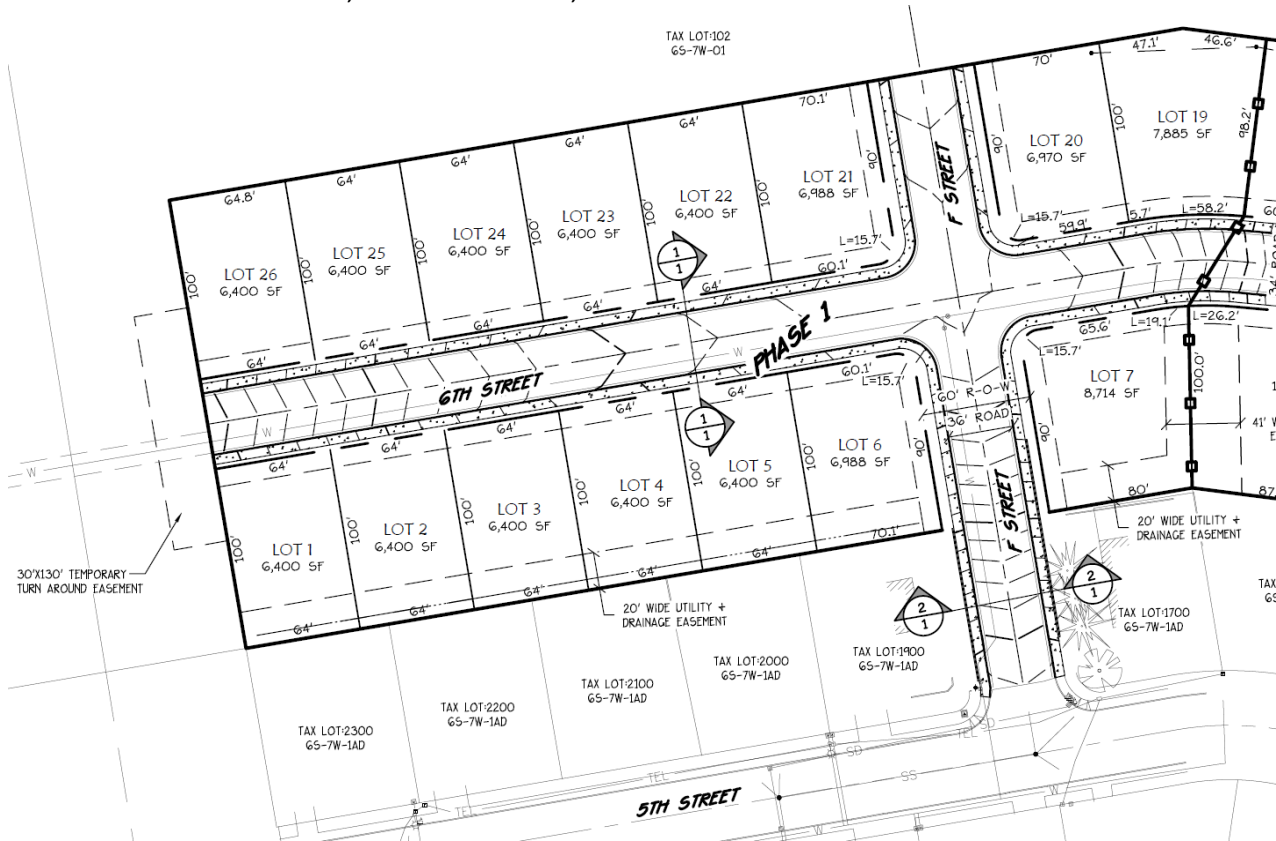 TAX LOT:102
6S-7W-01
47.1'
46.6'
70'
70.1'
64'
64'
64'
64'
64.8'
100'
98.2'
90'
90'
LOT 19
7,885 SF
LOT 20
6,970 SF
LOT 21
6,988 SF
LOT 22
6,400 SF
LOT 23
6,400 SF
LOT 24
6,400 SF
LOT 25
6,400 SF
LOT 26
6,400 SF
100'
100'
100'
100'
100'
100'
F STREET
L=15.7'
59.9'
5.7'
L=58.2'
L=15.7'
60.1'
64'
64'
64'
64'
64'
1
1
PHASE 1
6TH STREET
W
W
W
65.6'
L=19.1'
L=26.2'
L=15.7'
60.1'
L=15.7'
64'
64'
64'
64'
64'
1
1
60' R-O-W
36' ROAD
LOT 7
8,714 SF
100.0'
90'
80'
41' W
LOT 6
6,988 SF
90'
LOT 5
6,400 SF
LOT 4
6,400 SF
LOT 3
6,400 SF
LOT 2
6,400 SF
LOT 1
6,400 SF
100'
100'
100'
100'
100'
100'
70.1'
64'
64'
64'
64'
64'
F STREET
20' WIDE UTILITY +
DRAINAGE EASEMENT
30'X130' TEMPORARY
TURN AROUND EASEMENT
20' WIDE UTILITY +
DRAINAGE EASEMENT
2
1
2
1
TAX LOT:1700
6S-7W-1AD
TAX LOT:1900
6S-7W-1AD
TAX LOT:2000
6S-7W-1AD
TAX LOT:2100
6S-7W-1AD
TAX LOT:2200
6S-7W-1AD
TAX LOT:2300
6S-7W-1AD
TEL
SD
TEL
SD
TEL
SS
W
W
5TH STREET